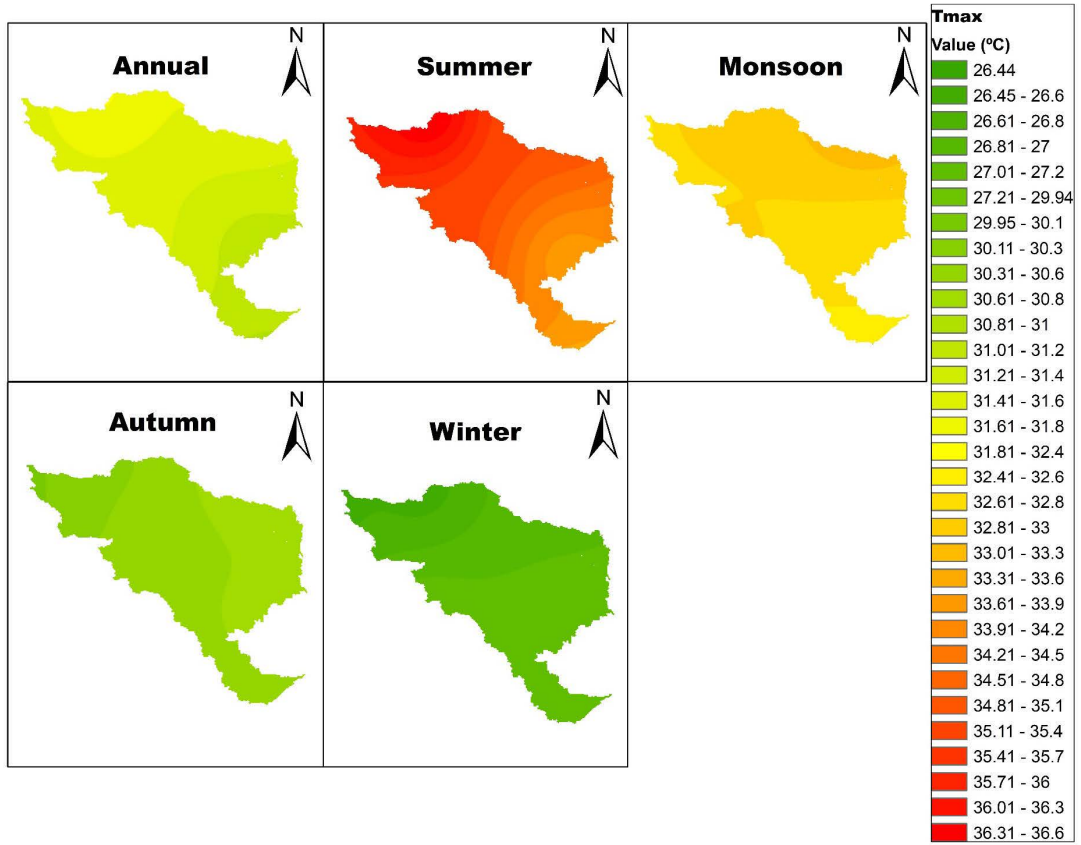 N
Annual
N
Summer
N
Monsoon
N
Autumn
N
Winter
Tmax
Value (ºC)
26.44
26.45 - 26.6
26.61 - 26.8
26.81 - 27
27.01 - 27.2
27.21 - 29.94
29.95 - 30.1
30.11 - 30.3
30.31 - 30.6
30.61 - 30.8
30.81 - 31
31.01 - 31.2
31.21 - 31.4
31.41 - 31.6
31.61 - 31.8
31.81 - 32.4
32.41 - 32.6
32.61 - 32.8
32.81 - 33
33.01 - 33.3
33.31 - 33.6
33.61 - 33.9
33.91 - 34.2
34.21 - 34.5
34.51 - 34.8
34.81 - 35.1
35.11 - 35.4
35.41 - 35.7
35.71 - 36
36.01 - 36.3
36.31 - 36.6